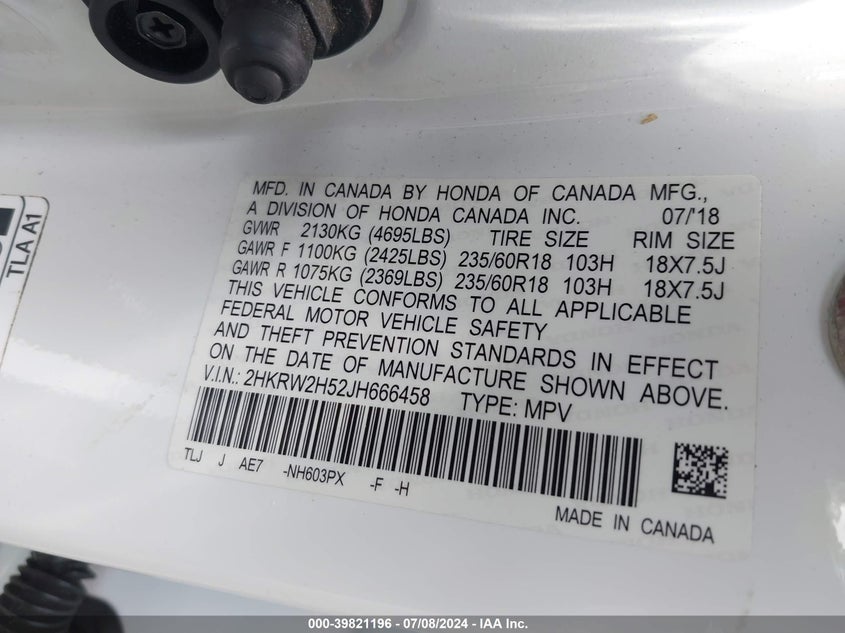 MFD. IN CANADA BY HONDA OF CANADA MFG.,
A DIVISION OF HONDA CANADA INC. 07/'18
GVWR 2130KG (4695LBS) TIRE SIZE RIM SIZE
GAWR F 1100KG (2425LBS) 235/60R18 103H 18X7.5J
GAWR R 1075KG (2369LBS) 235/60R18 103H 18X7.5J
THIS VEHICLE CONFORMS TO ALL APPLICABLE
FEDERAL MOTOR VEHICLE SAFETY
AND THEFT PREVENTION STANDARDS IN EFFECT
ON THE DATE OF MANUFACTURE SHOWN ABOVE.
V.I.N.: 2HKRW2H52JH666458 TYPE: MPV
TLJ J AE7 -NH603PX -F -H
MADE IN CANADA
TLA A1
000-39821196 - 07/08/2024 - IAA Inc.